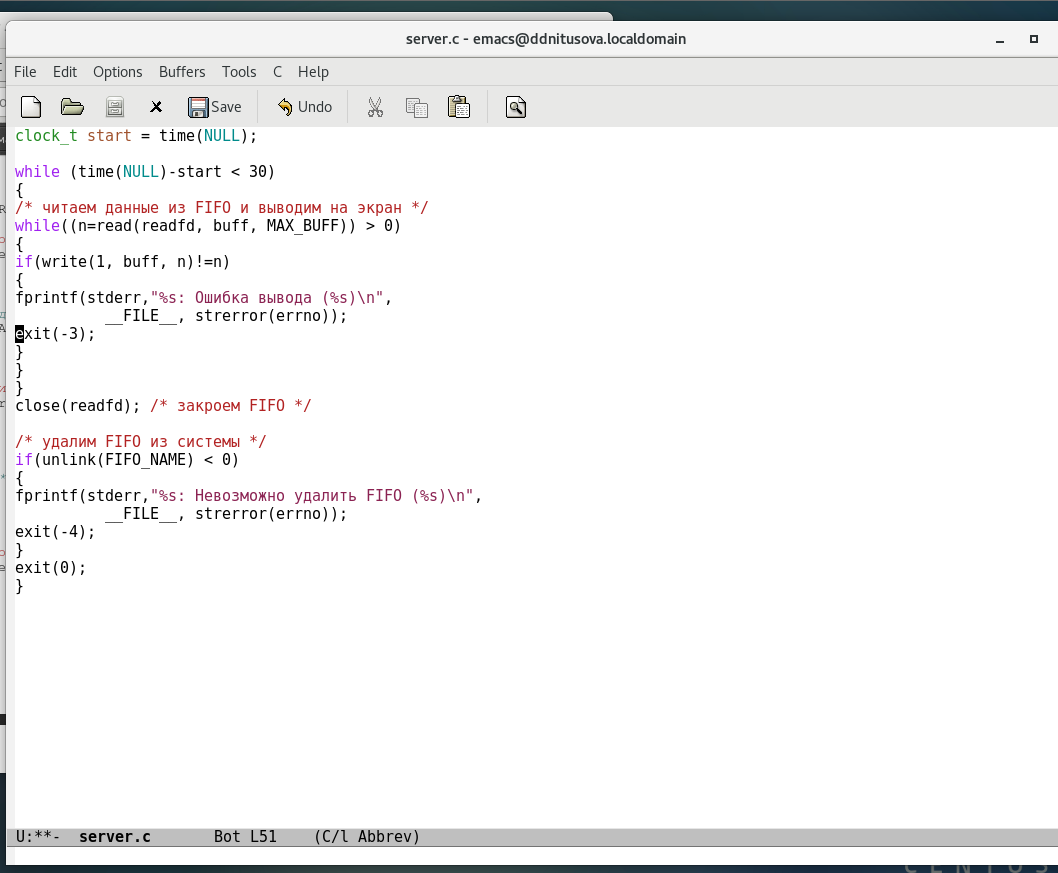 server.c - emacs@ddnitusova.localdomain
File Edit Options Buffers Tools C Help
Save Undo
clock_t start = time(NULL);
while (time(NULL)-start < 30)
{
/* читаем данные из FIFO и выводим на экран */
while((n=read(readfd, buff, MAX_BUFF)) > 0)
{
if(write(1, buff, n)!=n)
{
fprintf(stderr,"%s: Ошибка вывода (%s)\n",
__FILE__, strerror(errno));
exit(-3);
}
}
}
close(readfd); /* закроем FIFO */
/* удалим FIFO из системы */
if(unlink(FIFO_NAME) < 0)
{
fprintf(stderr,"%s: Невозможно удалить FIFO (%s)\n",
__FILE__, strerror(errno));
exit(-4);
}
exit(0);
}
U:**- server.c Bot L51 (C/l Abbrev)